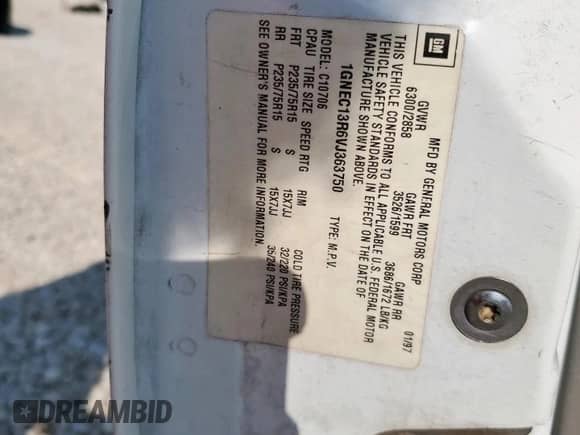 GM
MFD BY GENERAL MOTORS CORP 01/97
GVWR GAWR FRT GAWR RR
6300/2858 3526/1599 3686/1672 LB/KG
THIS VEHICLE CONFORMS TO ALL APPLICABLE U.S. FEDERAL MOTOR
VEHICLE SAFETY STANDARDS IN EFFECT ON THE DATE OF
MANUFACTURE SHOWN ABOVE.
1GNEC13R6VJ363750 TYPE: M.P.V.
MODEL: C10706
CPAU TIRE SIZE SPEED RTG RIM COLD TIRE PRESSURE
FRT P235/75R15 S 15X7JJ 32/220 PSI/KPA
RR P235/75R15 S 15X7JJ 35/240 PSI/KPA
SEE OWNER'S MANUAL FOR MORE INFORMATION.
DREAMBID